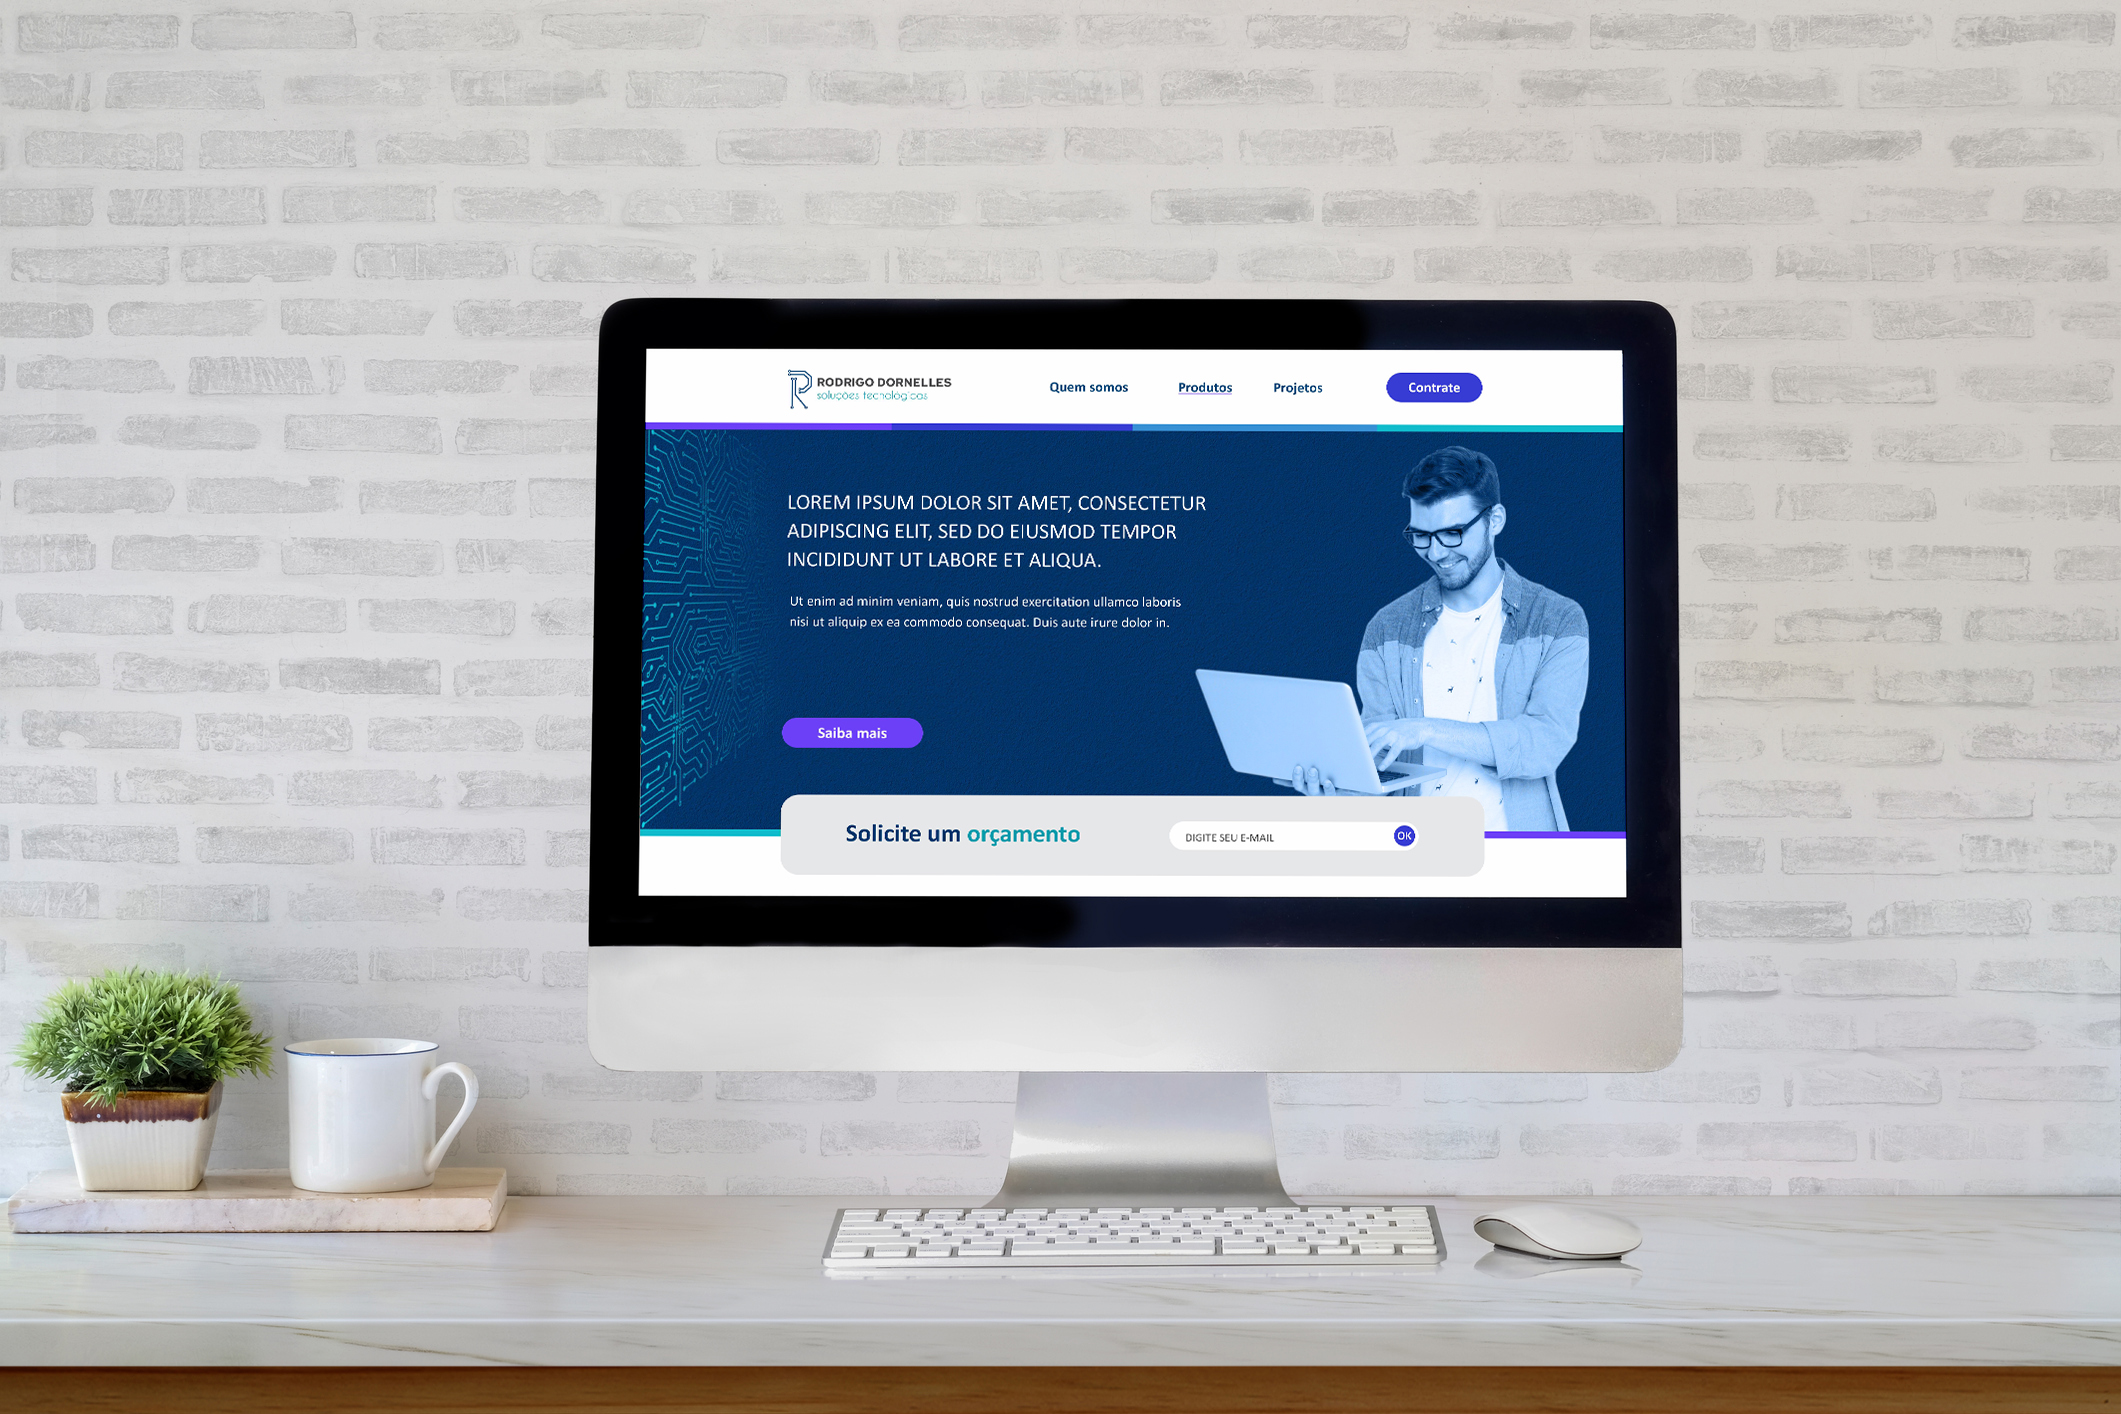 RODRIGO DORNELLES
soluções tecnológicas
Quem somos
Produtos
Projetos
Contrate
LOREM IPSUM DOLOR SIT AMET, CONSECTETUR
ADIPISCING ELIT, SED DO EIUSMOD TEMPOR
INCIDIDUNT UT LABORE ET ALIQUA.
Ut enim ad minim veniam, quis nostrud exercitation ullamco laboris
nisi ut aliquip ex ea commodo consequat. Duis aute irure dolor in.
Saiba mais
Solicite um orçamento
DIGITE SEU E-MAIL
OK